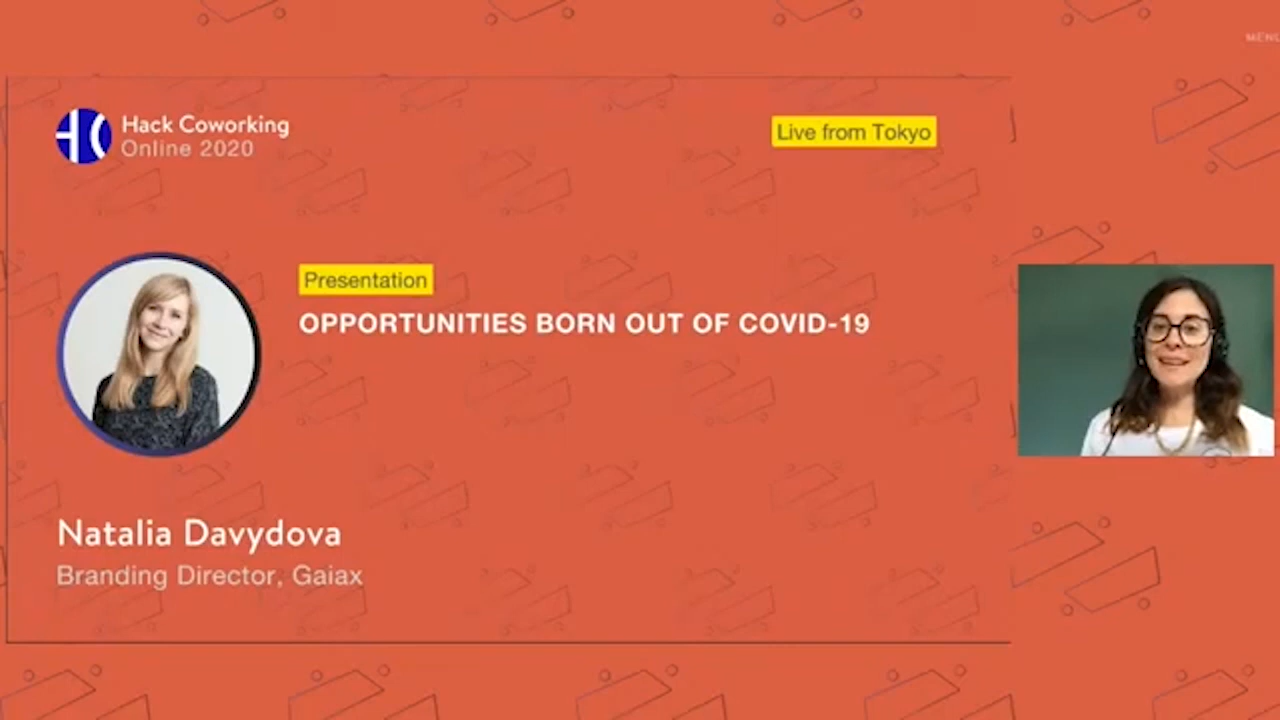 MENU
Hack Coworking
Online 2020
Live from Tokyo
Presentation
OPPORTUNITIES BORN OUT OF COVID-19
Natalia Davydova
Branding Director, Gaiax